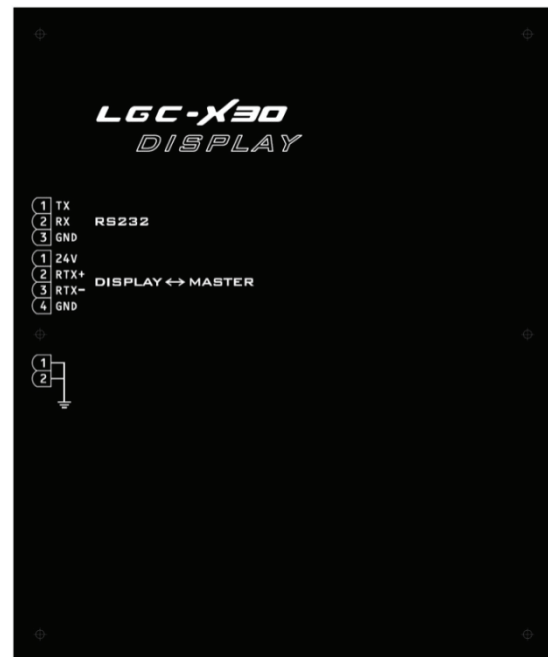 LGC-X30
DISPLAY
1 TX
2 RX RS232
3 GND
1 24V
2 RTX+
3 RTX− DISPLAY ↔ MASTER
4 GND
1
2